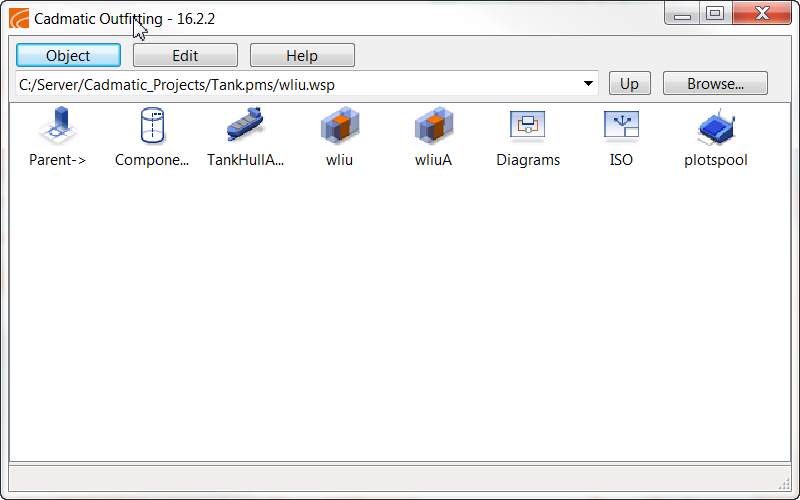 Cadmatic Outfitting - 16.2.2
Object Edit Help
C:/Server/Cadmatic_Projects/Tank.pms/wliu.wsp Up Browse...
Parent-> Compone... TankHullA... wliu wliuA Diagrams ISO plotspool